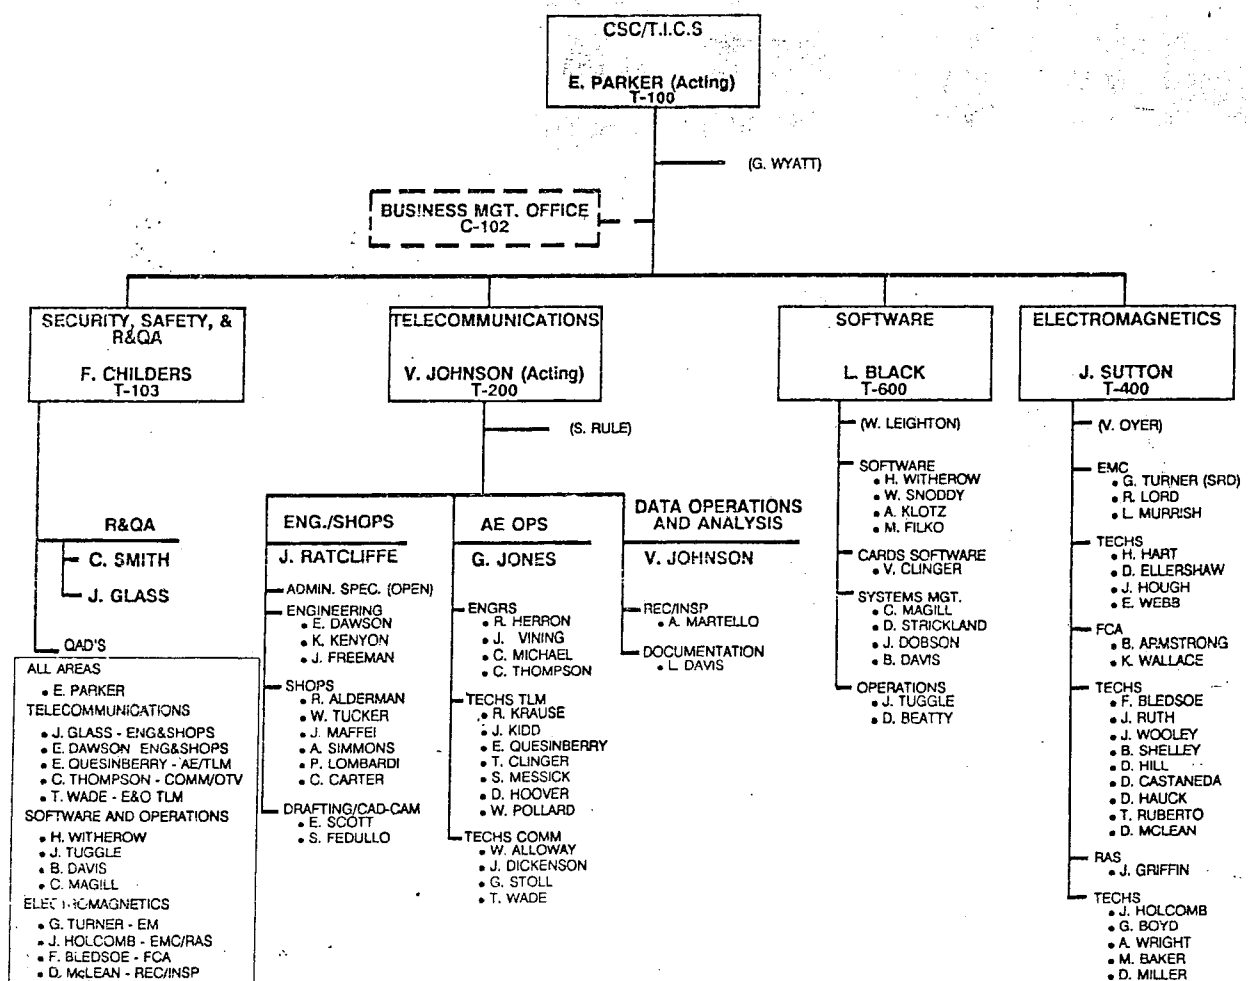 CSC/T.I.C.S
E. PARKER (Acting)
T-100
(G. WYATT)
BUSINESS MGT. OFFICE
C-102
SECURITY, SAFETY, &
R&QA
F. CHILDERS
T-103
TELECOMMUNICATIONS
V. JOHNSON (Acting)
T-200
SOFTWARE
L. BLACK
T-600
ELECTROMAGNETICS
J. SUTTON
T-400
R&QA
C. SMITH
J. GLASS
QAD'S
ALL AREAS
• E. PARKER
TELECOMMUNICATIONS
• J. GLASS - ENG&SHOPS
• E. DAWSON ENG&SHOPS
• E. QUESINBERRY - AE/TLM
• C. THOMPSON - COMM/OTV
• T. WADE - E&O TLM
SOFTWARE AND OPERATIONS
• H. WITHEROW
• J. TUGGLE
• B. DAVIS
• C. MAGILL
ELECTROMAGNETICS
• G. TURNER - EM
• J. HOLCOMB - EMC/RAS
• F. BLEDSOE - FCA
• D. McLEAN - REC/INSP
(S. RULE)
ENG./SHOPS
J. RATCLIFFE
ADMIN. SPEC. (OPEN)
ENGINEERING
• E. DAWSON
• K. KENYON
• J. FREEMAN
SHOPS
• R. ALDERMAN
• W. TUCKER
• J. MAFFEI
• A. SIMMONS
• P. LOMBARDI
• C. CARTER
DRAFTING/CAD-CAM
• E. SCOTT
• S. FEDULLO
AE OPS
G. JONES
ENGRS
• R. HERRON
• J. VINING
• C. MICHAEL
• C. THOMPSON
TECHS TLM
• R. KRAUSE
• J. KIDD
• E. QUESINBERRY
• T. CLINGER
• S. MESSICK
• D. HOOVER
• W. POLLARD
TECHS COMM
• W. ALLOWAY
• J. DICKENSON
• G. STOLL
• T. WADE
DATA OPERATIONS
AND ANALYSIS
V. JOHNSON
REC/INSP
• A. MARTELLO
DOCUMENTATION
• L. DAVIS
(W. LEIGHTON)
SOFTWARE
• H. WITHEROW
• W. SNODDY
• A. KLOTZ
• M. FILKO
CARDS SOFTWARE
• V. CLINGER
SYSTEMS MGT.
• C. MAGILL
• D. STRICKLAND
• J. DOBSON
• B. DAVIS
OPERATIONS
• J. TUGGLE
• D. BEATTY
(V. OYER)
EMC
• G. TURNER (SRD)
• R. LORD
• L. MURRISH
TECHS
• H. HART
• D. ELLERSHAW
• J. HOUGH
• E. WEBB
FCA
• B. ARMSTRONG
• K. WALLACE
TECHS
• F. BLEDSOE
• J. RUTH
• J. WOOLEY
• B. SHELLEY
• D. HILL
• D. CASTANEDA
• D. HAUCK
• T. RUBERTO
• D. MCLEAN
RAS
• J. GRIFFIN
TECHS
• J. HOLCOMB
• G. BOYD
• A. WRIGHT
• M. BAKER
• D. MILLER